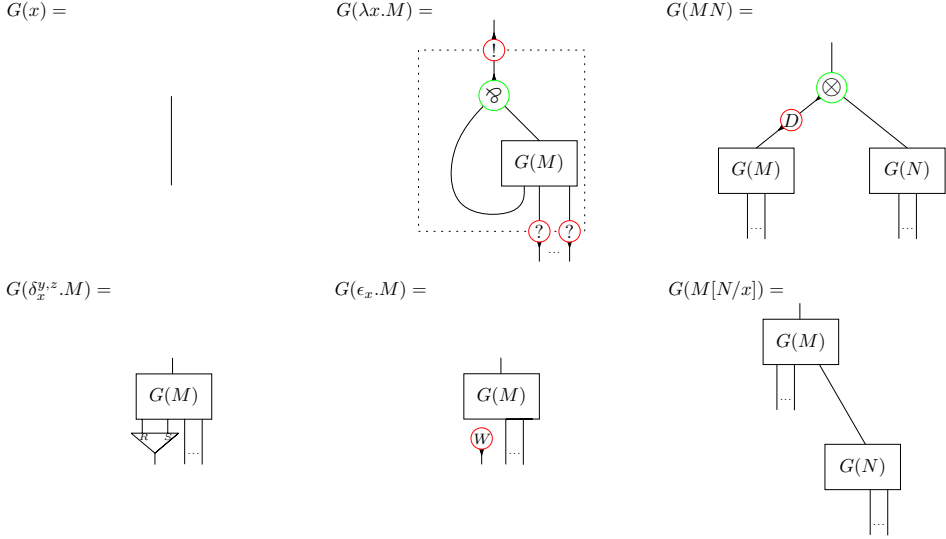 G(x) =
G(λx.M) =
G(MN) =
!
⅋
G(M)
?
?
...
⊗
D
G(M)
G(N)
...
...
G(δ_x^{y,z}.M) =
G(ϵ_x.M) =
G(M[N/x]) =
G(M)
R
S
...
G(M)
W
...
G(M)
...
G(N)
...